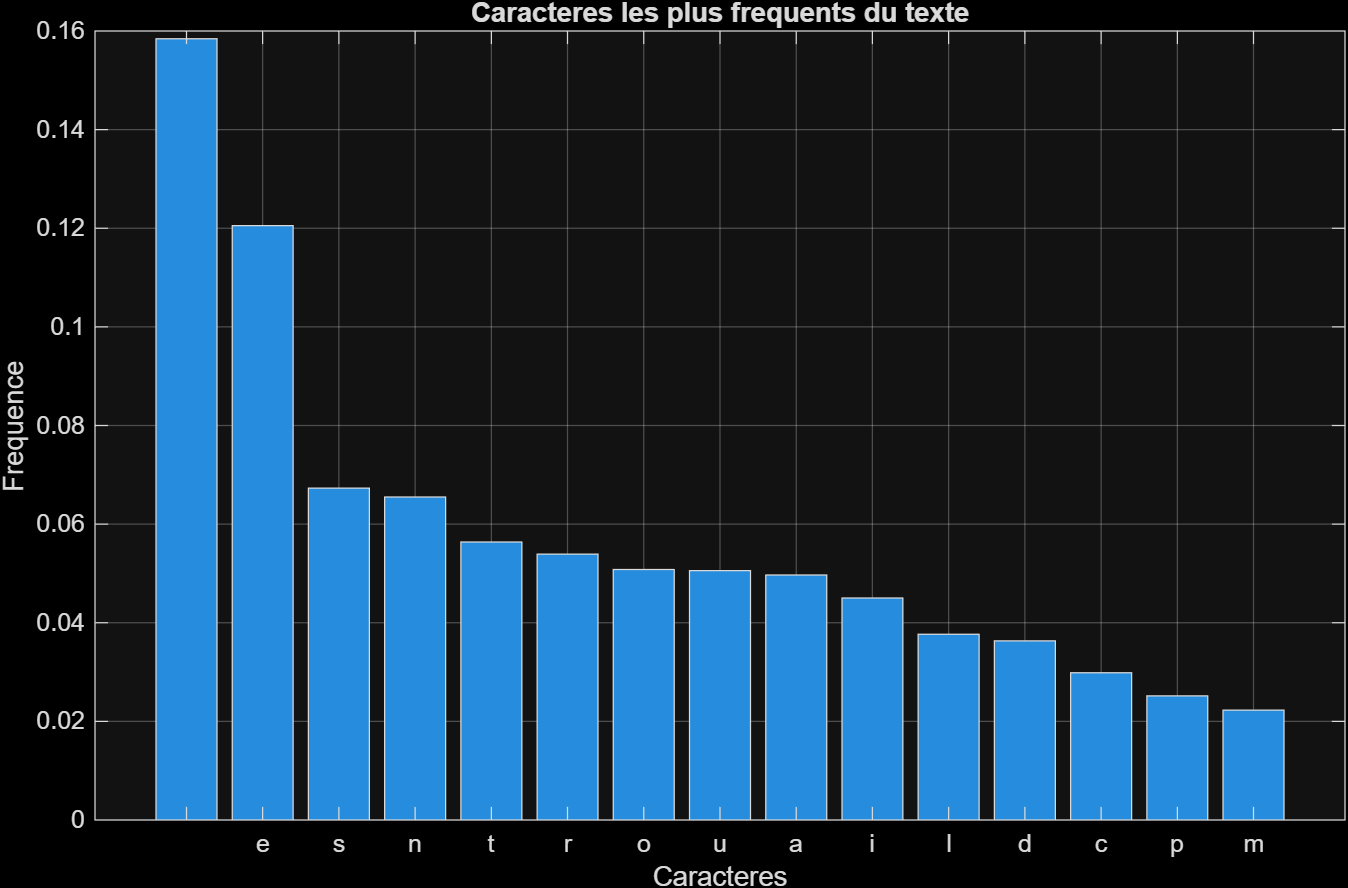 Caracteres les plus frequents du texte
0.16
0.14
0.12
0.1
0.08
0.06
0.04
0.02
0
Frequence
e s n t r o u a i l d c p m
Caracteres